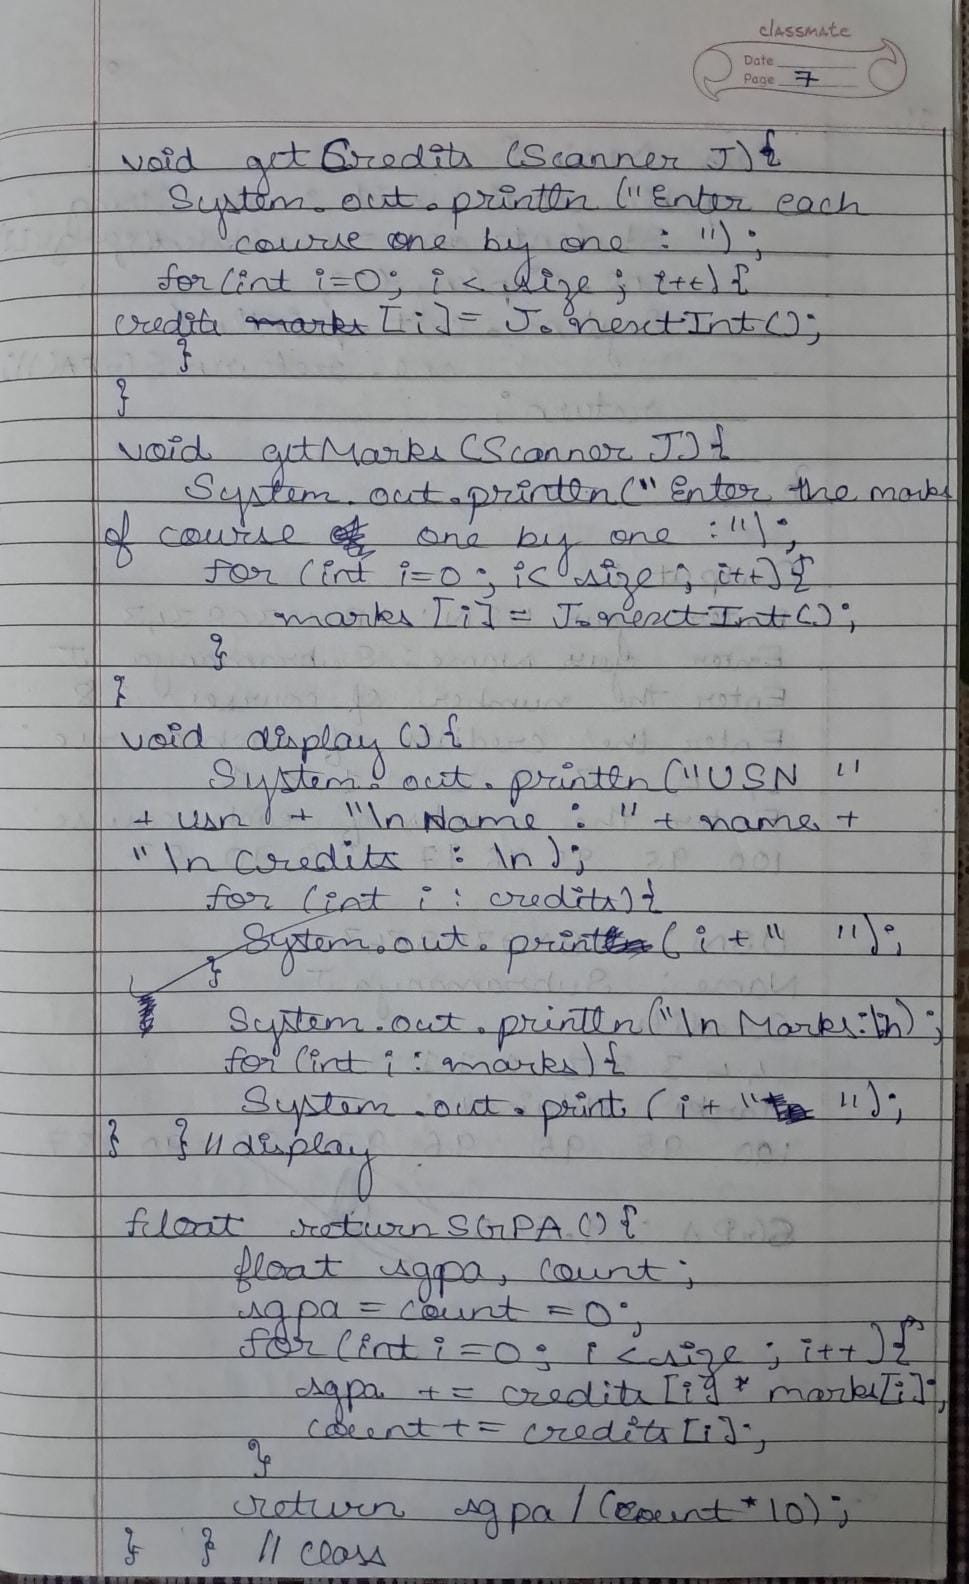 classmate
Date
Page 7
void getCredits (Scanner J){
System.out.println ("Enter each
course one by one : ");
for(int i=0; i < size ; i++) {
credits marks [i] = J.nextInt();
}
}
void getMarks (Scanner J){
System.out.println(" Enter the marks
of course one by one : ");
for (int i=0 ; i< size ; i++) {
marks [i] = J.nextInt();
}
}
void display () {
System.out.println ("USN "
+ usn + "\n Name : " + name +
"\n Credits : \n );
for (int i : credits) {
System.out.print ( i + " ");
}
System.out.println ("\n Marks:\n) ;
for (int i : marks) {
System.out.print ( i + " ");
} } //display
float returnSGPA () {
float sgpa, count ;
sgpa = count = 0 ;
for (int i = 0 ; i < size ; i++ ) {
sgpa += credits [i] * marks[i];
count += credits [i];
}
return sgpa / (count * 10) ;
} } // class